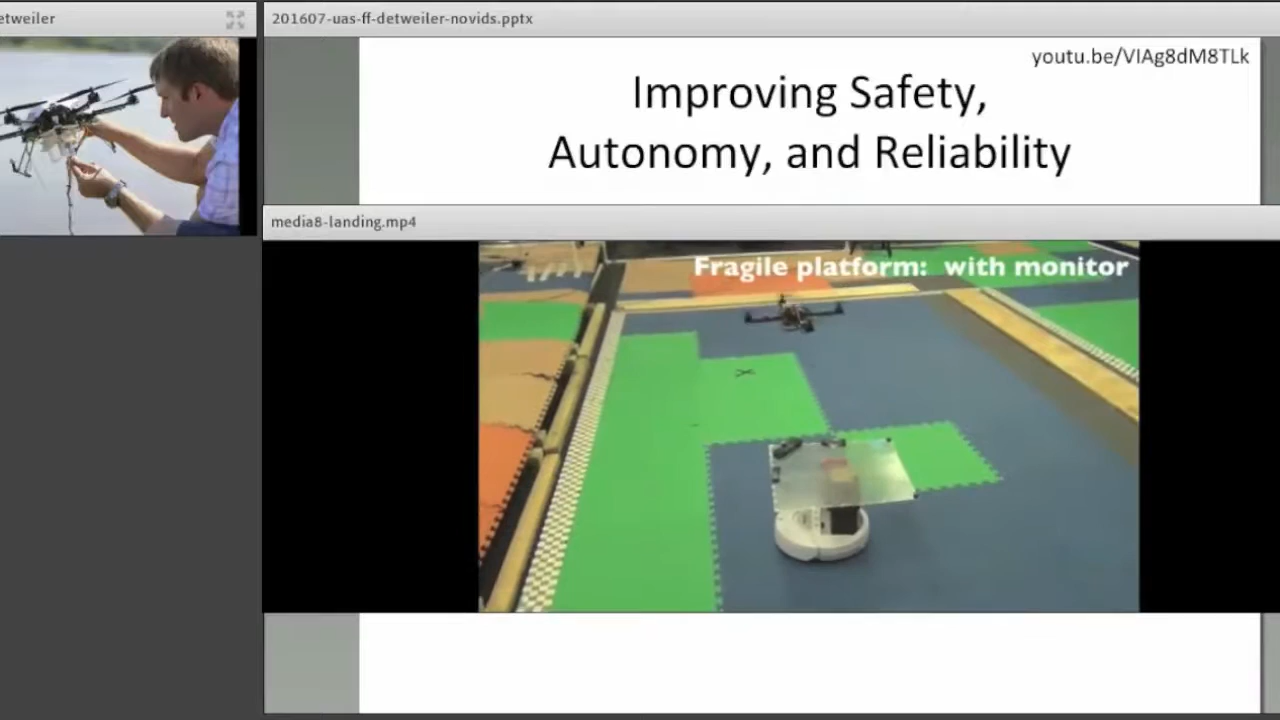 etweiler
201607-uas-ff-detweiler-novids.pptx
youtu.be/VIAg8dM8TLk
Improving Safety,
Autonomy, and Reliability
media8-landing.mp4
Fragile platform: with monitor